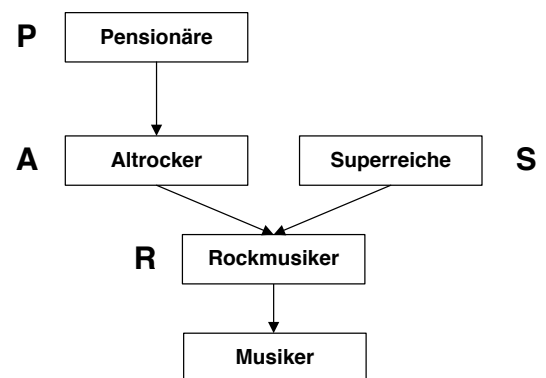 P Pensionäre
A Altrocker Superreiche S
R Rockmusiker
Musiker